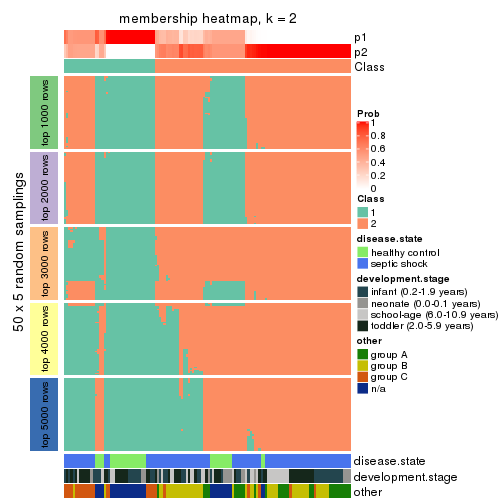 membership heatmap, k = 2
p1
p2
Class
50 x 5 random samplings
top 1000 rows
top 2000 rows
top 3000 rows
top 4000 rows
top 5000 rows
Prob
1
0.8
0.6
0.4
0.2
0
Class
1
2
disease.state
healthy control
septic shock
development.stage
infant (0.2-1.9 years)
neonate (0.0-0.1 years)
school-age (6.0-10.9 years)
toddler (2.0-5.9 years)
other
group A
group B
group C
n/a
disease.state
development.stage
other